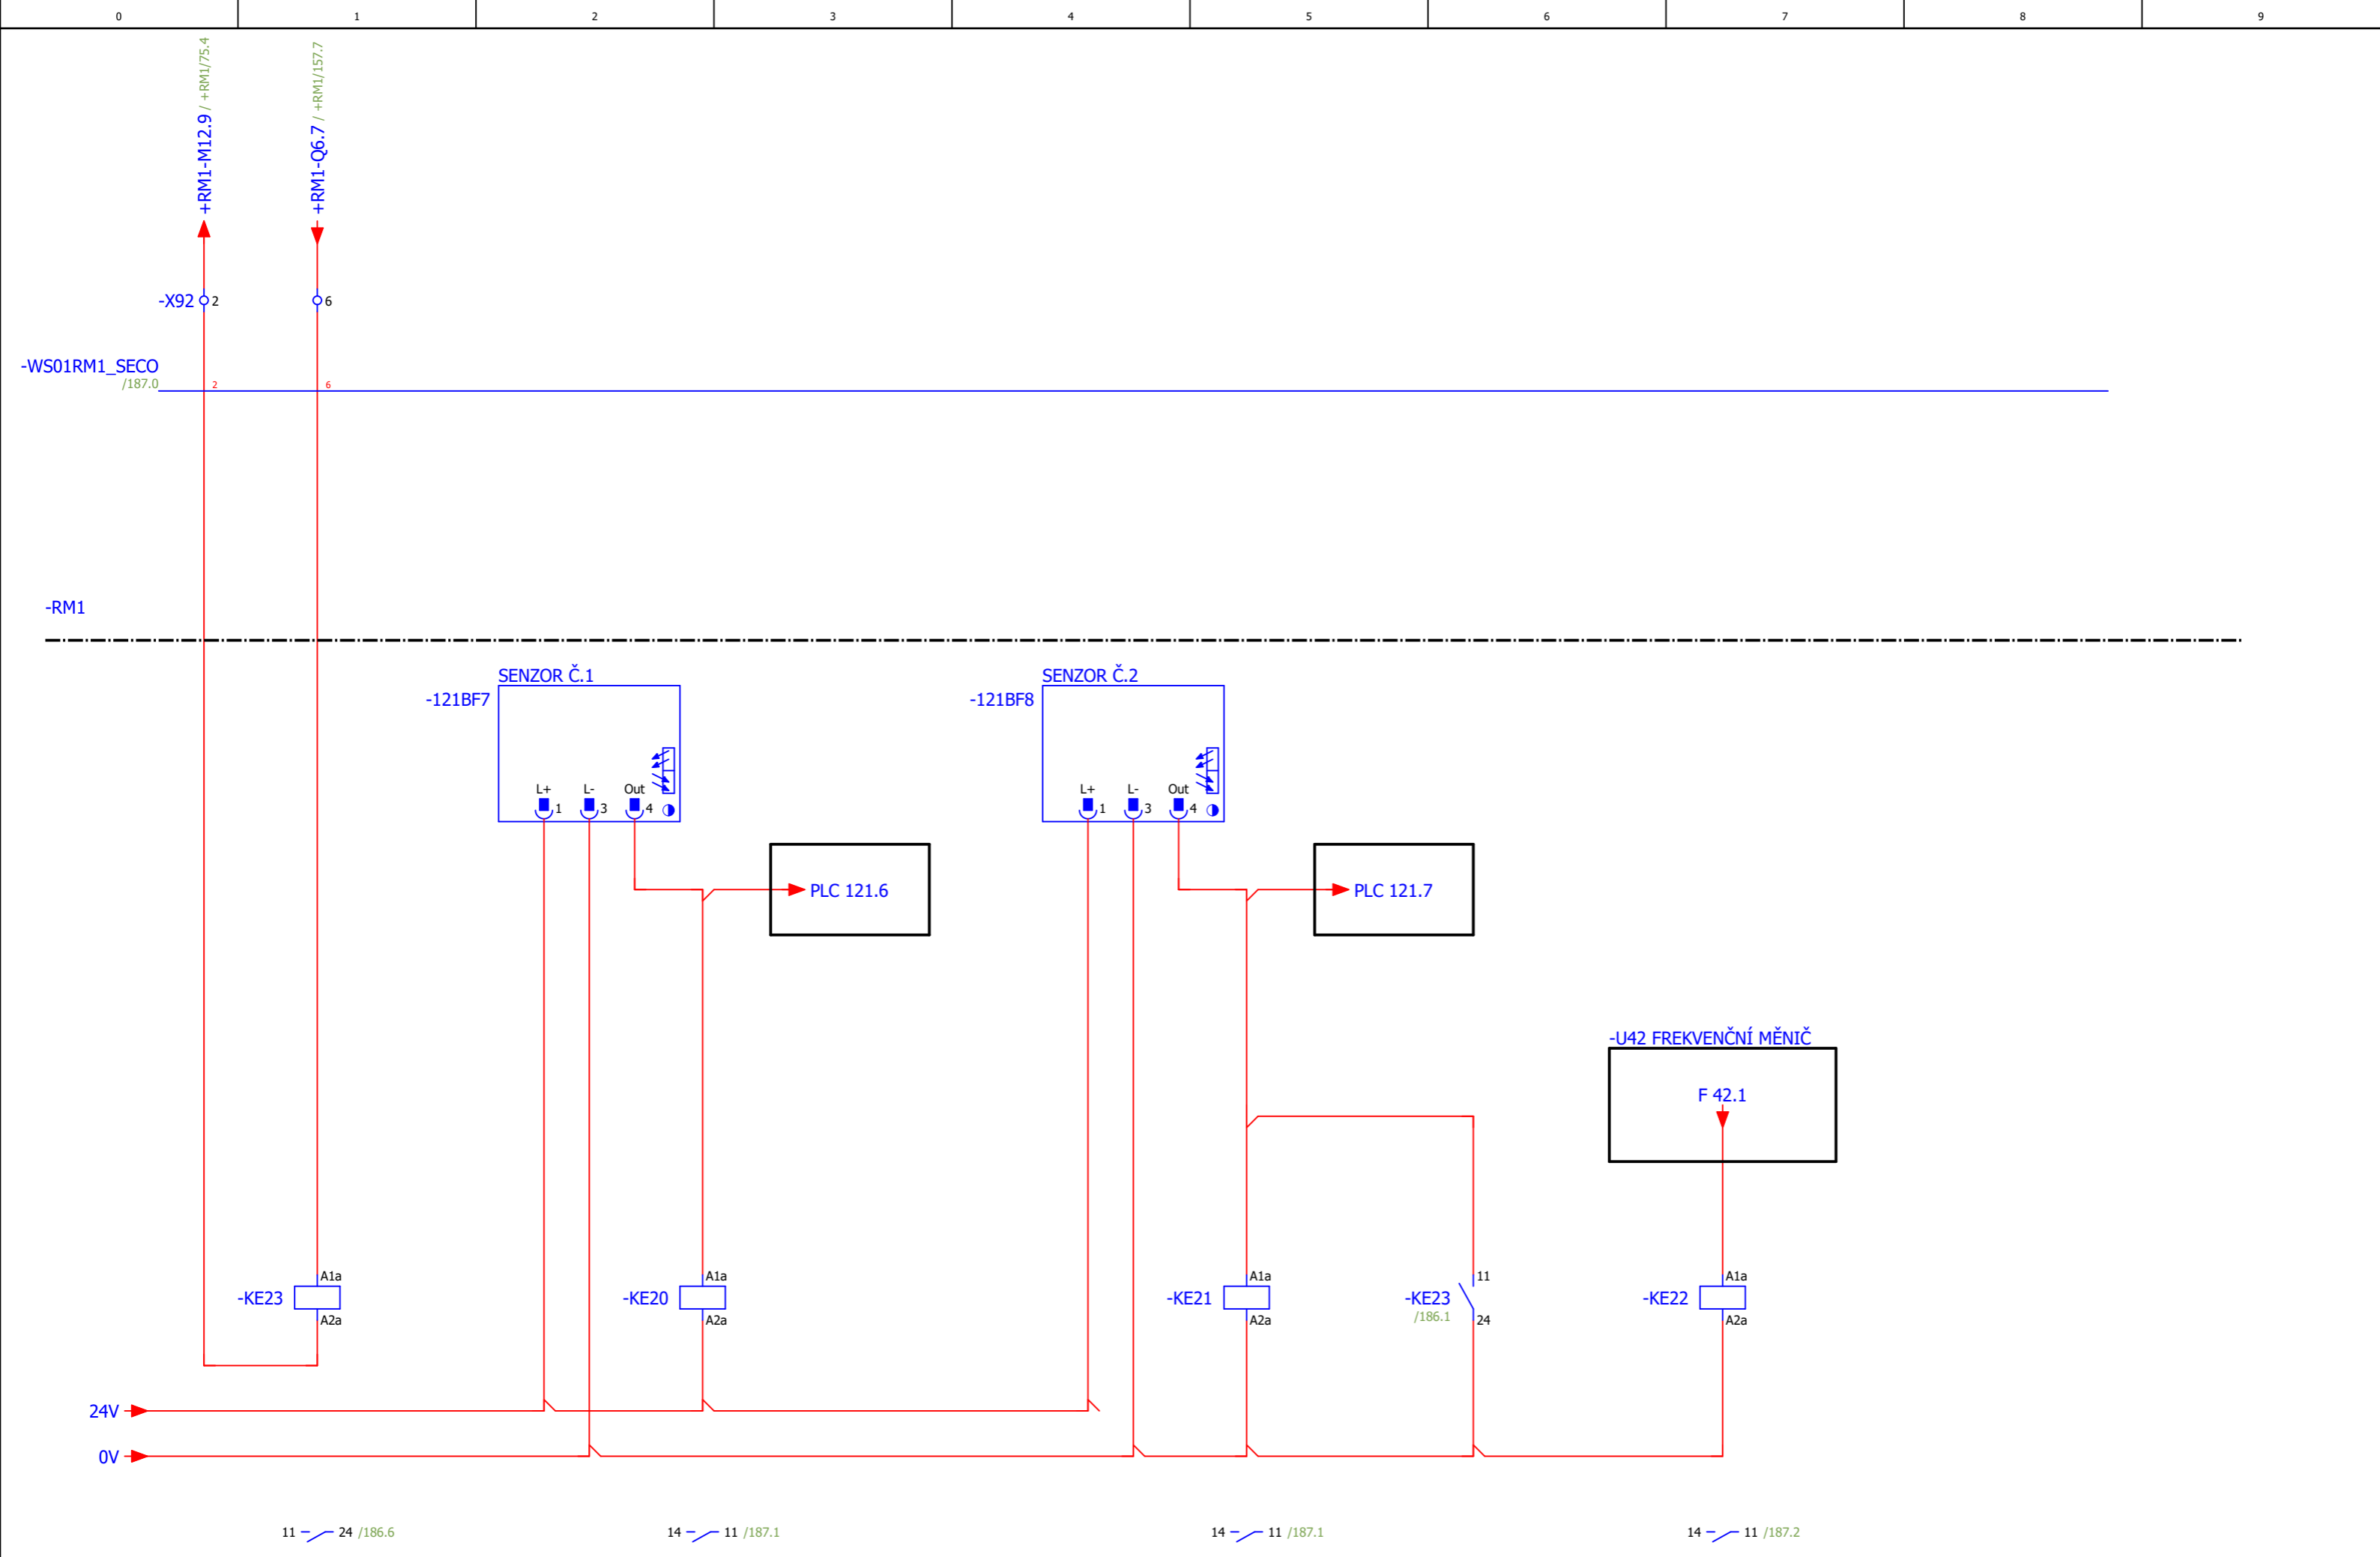 0 1 2 3 4 5 6 7 8 9
+RM1-M12.9 / +RM1/75.4
+RM1-Q6.7 / +RM1/157.7
-X92 2 6
-WS01RM1_SECO
/187.0 2 6
-RM1
SENZOR Č.1 SENZOR Č.2
-121BF7 -121BF8
L+ L- Out L+ L- Out
1 3 4 1 3 4
PLC 121.6 PLC 121.7
-U42 FREKVENČNÍ MĚNIČ
F 42.1
A1a A1a A1a 11 A1a
-KE23 -KE20 -KE21 -KE23 -KE22
/186.1
A2a A2a A2a 24 A2a
24V
0V
11 24 /186.6 14 11 /187.1 14 11 /187.1 14 11 /187.2